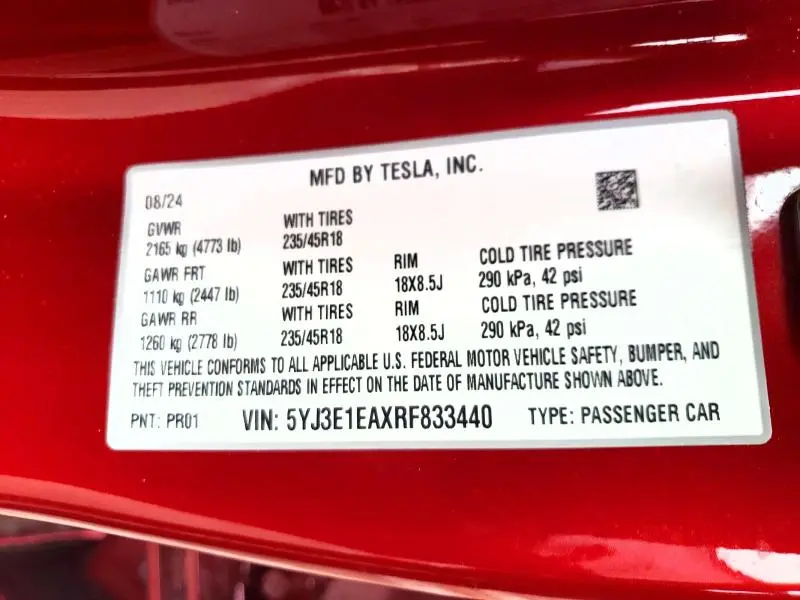 MFD BY TESLA, INC.
08/24
GVWR WITH TIRES
2165 kg (4773 lb) 235/45R18
GAWR FRT WITH TIRES RIM COLD TIRE PRESSURE
1110 kg (2447 lb) 235/45R18 18X8.5J 290 kPa, 42 psi
GAWR RR WITH TIRES RIM COLD TIRE PRESSURE
1260 kg (2778 lb) 235/45R18 18X8.5J 290 kPa, 42 psi
THIS VEHICLE CONFORMS TO ALL APPLICABLE U.S. FEDERAL MOTOR VEHICLE SAFETY, BUMPER, AND
THEFT PREVENTION STANDARDS IN EFFECT ON THE DATE OF MANUFACTURE SHOWN ABOVE.
PNT: PR01 VIN: 5YJ3E1EAXRF833440 TYPE: PASSENGER CAR